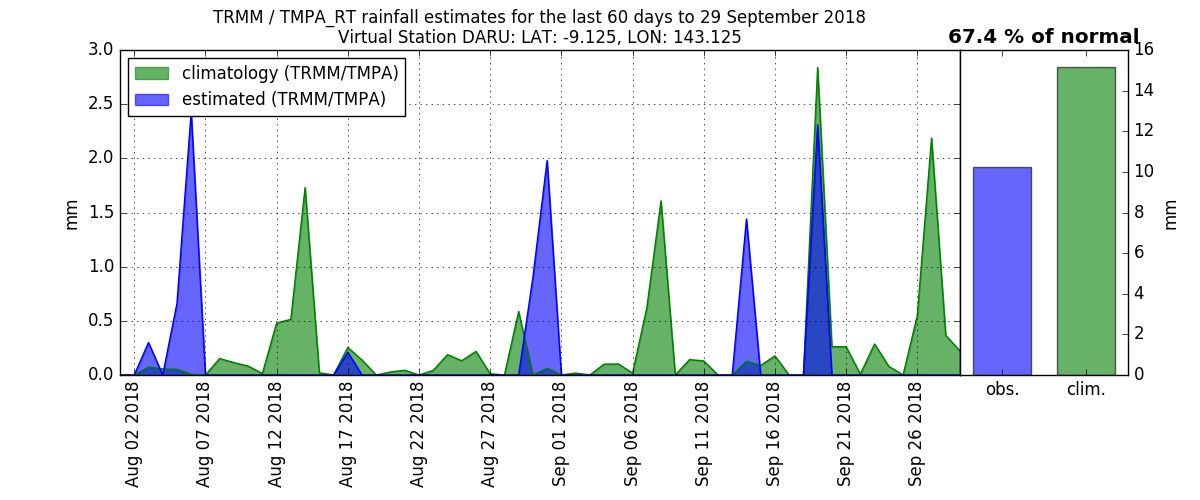 TRMM / TMPA_RT rainfall estimates for the last 60 days to 29 September 2018
Virtual Station DARU: LAT: -9.125, LON: 143.125
67.4 % of normal
climatology (TRMM/TMPA)
estimated (TRMM/TMPA)
3.0
2.5
2.0
1.5
1.0
0.5
0.0
mm
16
14
12
10
8
6
4
2
0
mm
obs.
clim.
Aug 02 2018
Aug 07 2018
Aug 12 2018
Aug 17 2018
Aug 22 2018
Aug 27 2018
Sep 01 2018
Sep 06 2018
Sep 11 2018
Sep 16 2018
Sep 21 2018
Sep 26 2018